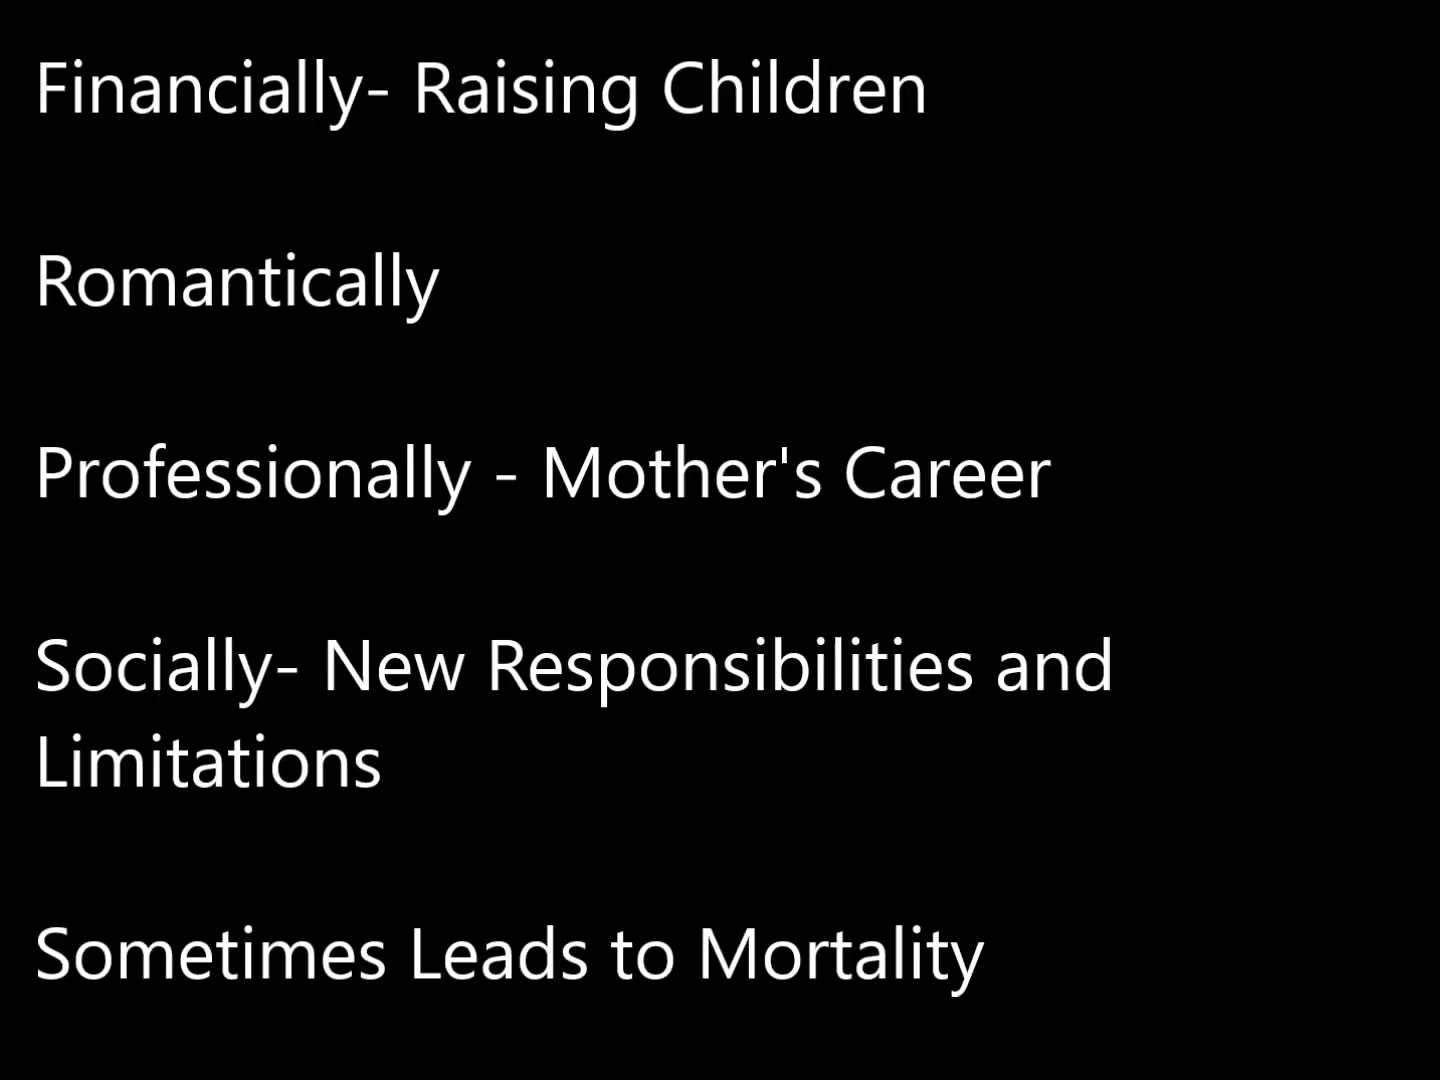 Financially- Raising Children
Romantically
Professionally - Mother's Career
Socially- New Responsibilities and
Limitations
Sometimes Leads to Mortality